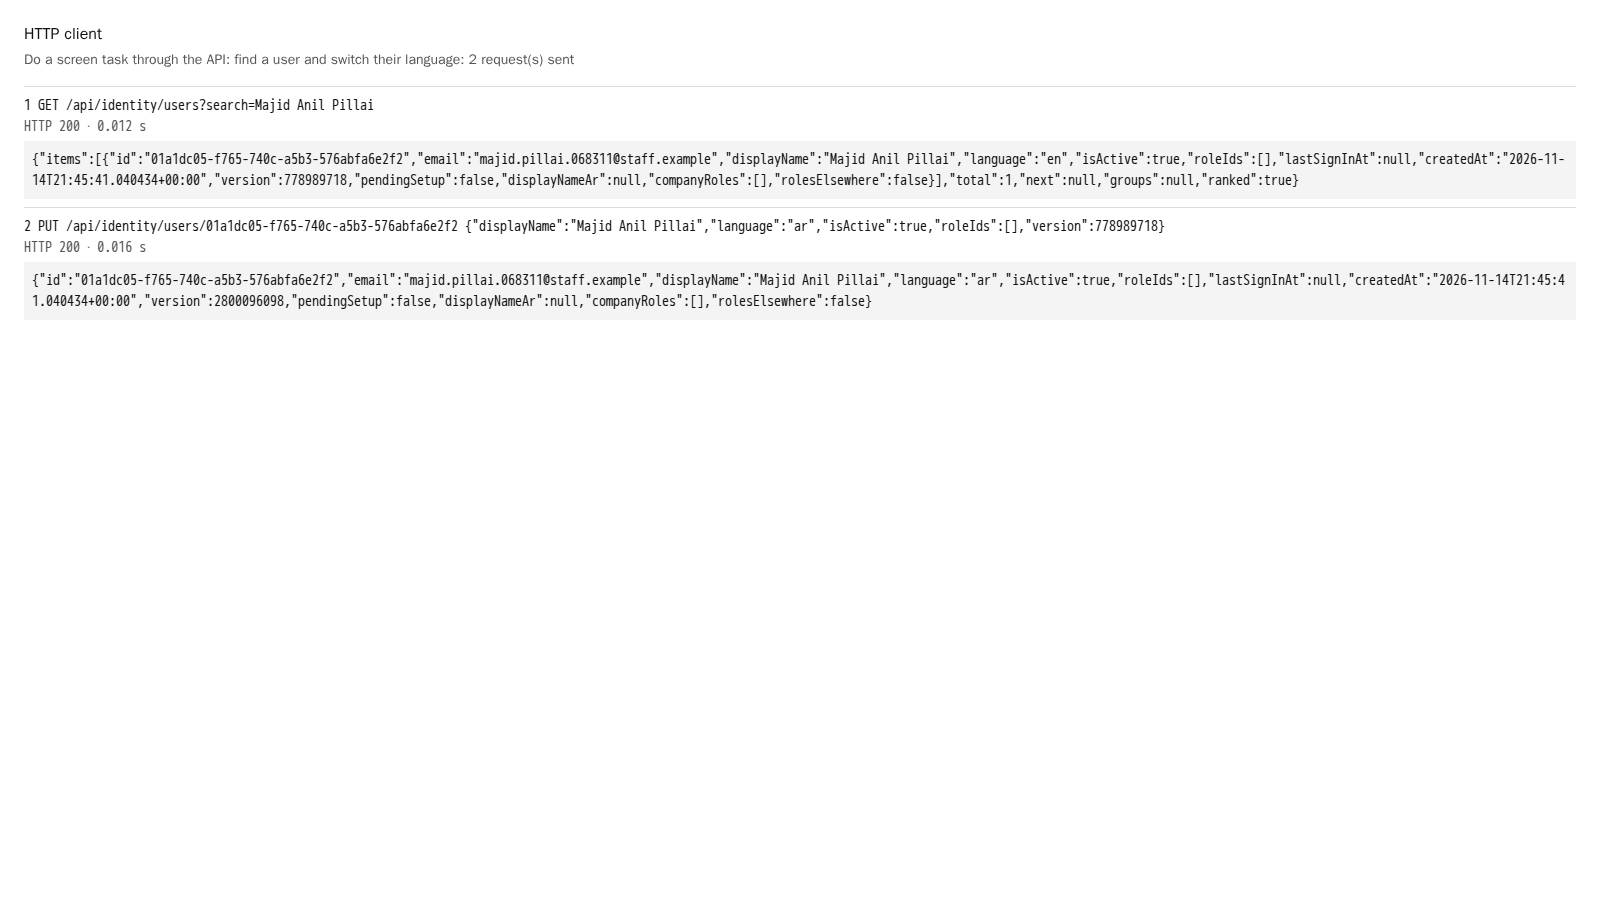 HTTP client
Do a screen task through the API: find a user and switch their language: 2 request(s) sent
1 GET /api/identity/users?search=Majid Anil Pillai
HTTP 200 · 0.012 s
{"items":[{"id":"01a1dc05-f765-740c-a5b3-576abfa6e2f2","email":"majid.pillai.068311@staff.example","displayName":"Majid Anil Pillai","language":"en","isActive":true,"roleIds":[],"lastSignInAt":null,"createdAt":"2026-11-
14T21:45:41.040434+00:00","version":778989718,"pendingSetup":false,"displayNameAr":null,"companyRoles":[],"rolesElsewhere":false}],"total":1,"next":null,"groups":null,"ranked":true}
2 PUT /api/identity/users/01a1dc05-f765-740c-a5b3-576abfa6e2f2 {"displayName":"Majid Anil Pillai","language":"ar","isActive":true,"roleIds":[],"version":778989718}
HTTP 200 · 0.016 s
{"id":"01a1dc05-f765-740c-a5b3-576abfa6e2f2","email":"majid.pillai.068311@staff.example","displayName":"Majid Anil Pillai","language":"ar","isActive":true,"roleIds":[],"lastSignInAt":null,"createdAt":"2026-11-14T21:45:4
1.040434+00:00","version":2800096098,"pendingSetup":false,"displayNameAr":null,"companyRoles":[],"rolesElsewhere":false}